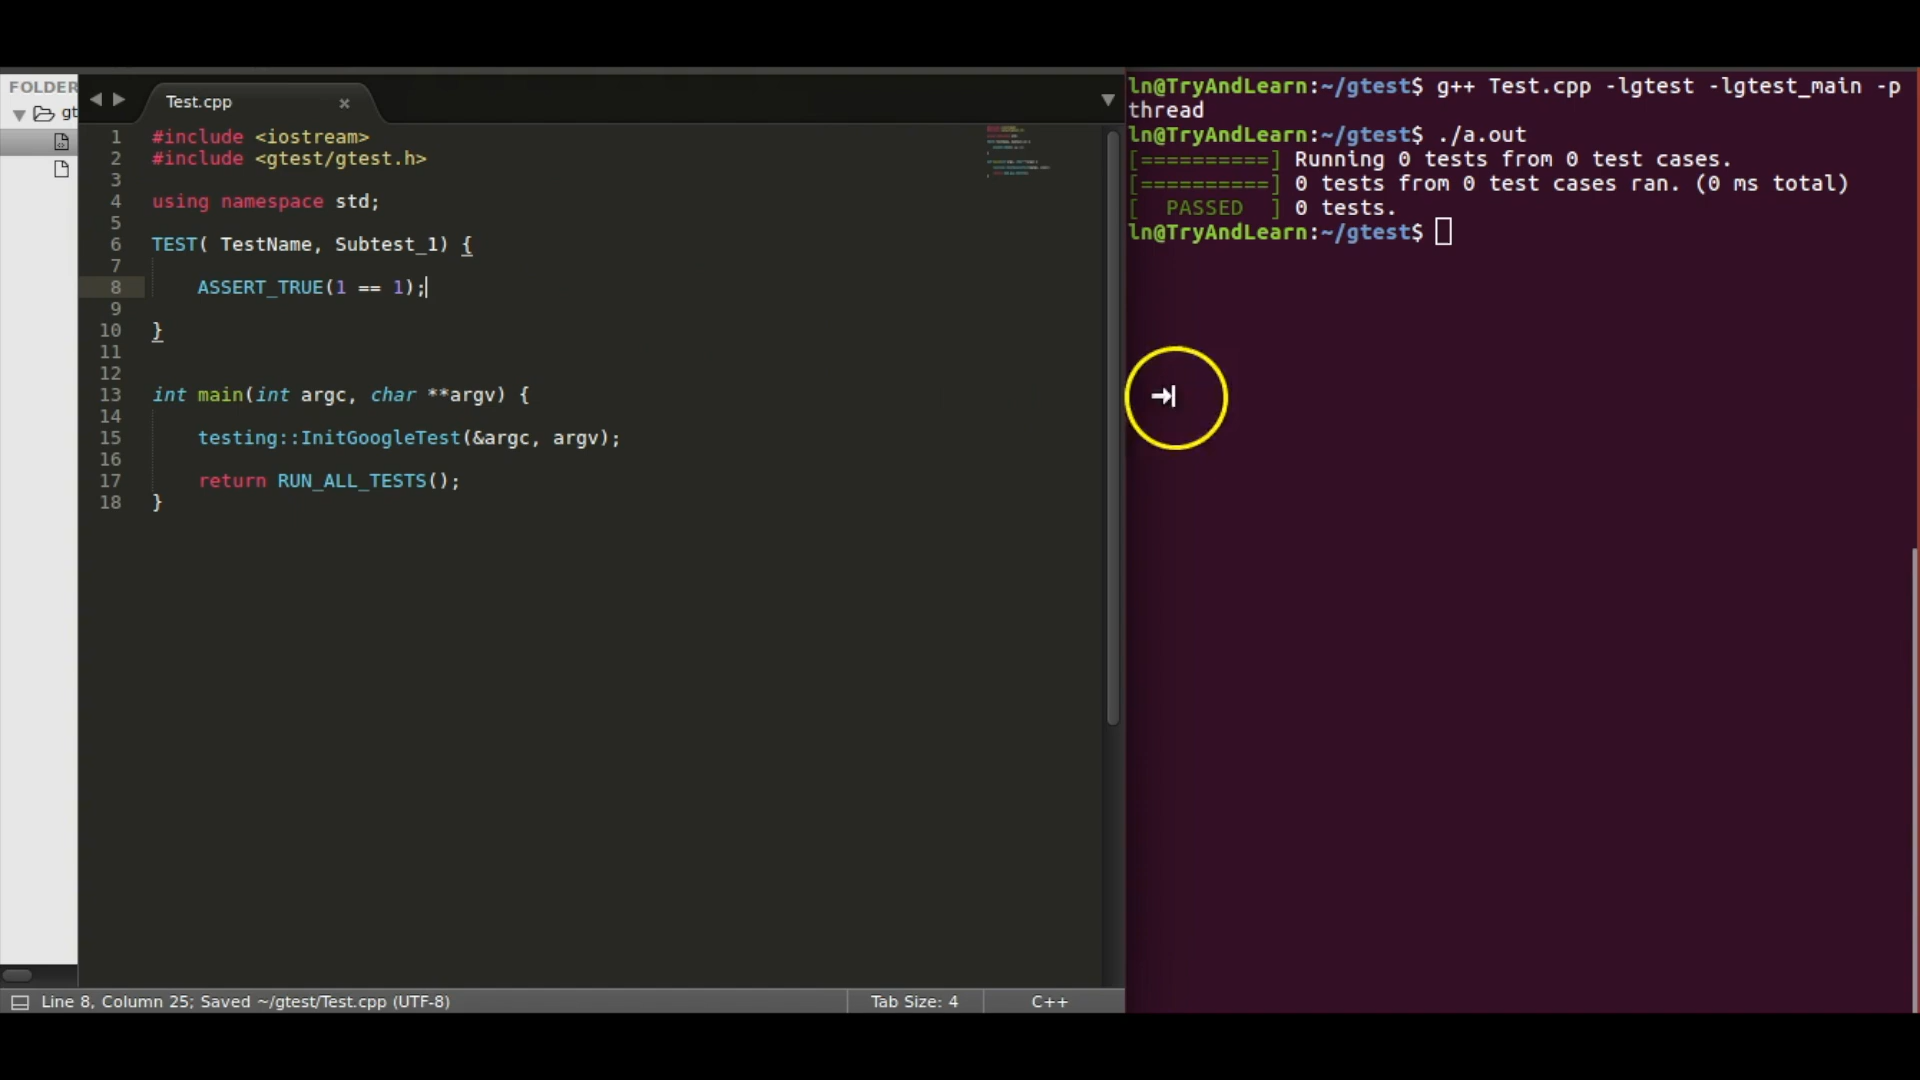 FOLDER
gt
Test.cpp
1 #include <iostream>
2 #include <gtest/gtest.h>
3
4 using namespace std;
5
6 TEST( TestName, Subtest_1) {
7
8 ASSERT_TRUE(1 == 1);
9
10 }
11
12
13 int main(int argc, char **argv) {
14
15 testing::InitGoogleTest(&argc, argv);
16
17 return RUN_ALL_TESTS();
18 }
Line 8, Column 25; Saved ~/gtest/Test.cpp (UTF-8)
Tab Size: 4
C++
ln@TryAndLearn:~/gtest$ g++ Test.cpp -lgtest -lgtest_main -p
thread
ln@TryAndLearn:~/gtest$ ./a.out
[==========] Running 0 tests from 0 test cases.
[==========] 0 tests from 0 test cases ran. (0 ms total)
[  PASSED  ] 0 tests.
ln@TryAndLearn:~/gtest$